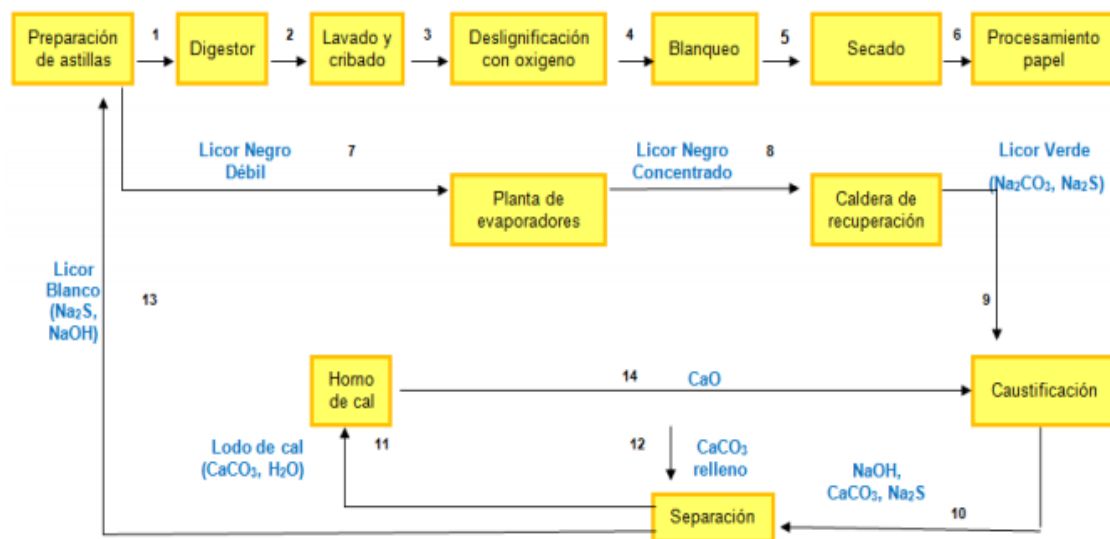 Preparación
de astillas
1
Digestor
2
Lavado y
cribado
3
Deslignificación
con oxigeno
4
Blanqueo
5
Secado
6
Procesamiento
papel
Licor Negro
Débil
7
Licor Negro
Concentrado
8
Licor Verde
(Na₂CO₃, Na₂S)
Planta de
evaporadores
Caldera de
recuperación
Licor
Blanco
(Na₂S,
NaOH)
13
9
Horno
de cal
14
CaO
Caustificación
Lodo de cal
(CaCO₃, H₂O)
11
12
CaCO₃
relleno
NaOH,
CaCO₃, Na₂S
Separación
10